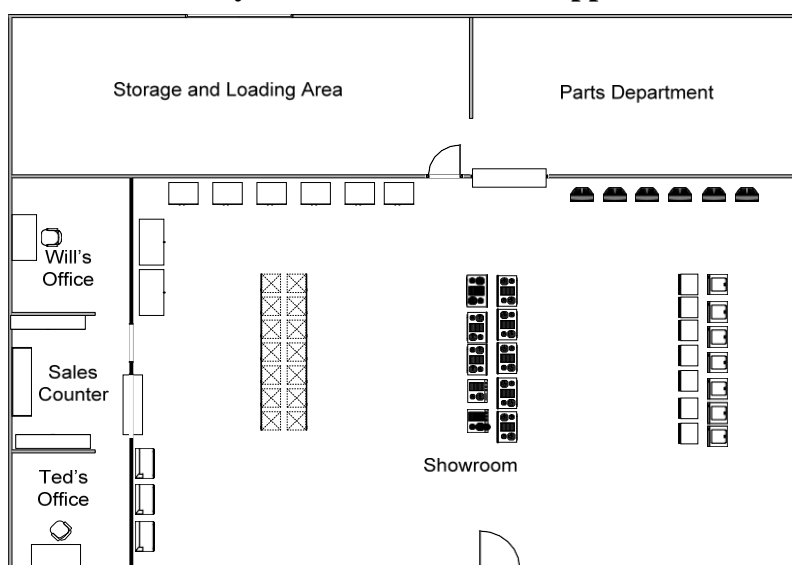 Storage and Loading Area
Parts Department
Will's
Office
Sales
Counter
Showroom
Ted's
Office